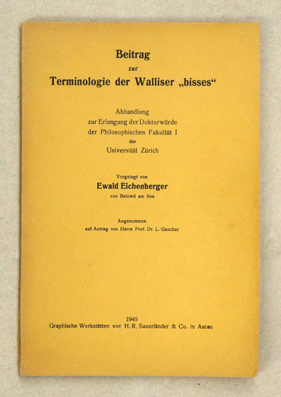 Beitrag
zur
Terminologie der Walliser „bisses“
Abhandlung
zur Erlangung der Doktorwürde
der Philosophischen Fakultät I
der
Universität Zürich
Vorgelegt von
Ewald Eichenberger
von Beinwil am See
Angenommen
auf Antrag von Herrn Prof. Dr. L. Gauchat
1940
Graphische Werkstätten vor. H. R. Sauerländer & Co. in Aarau